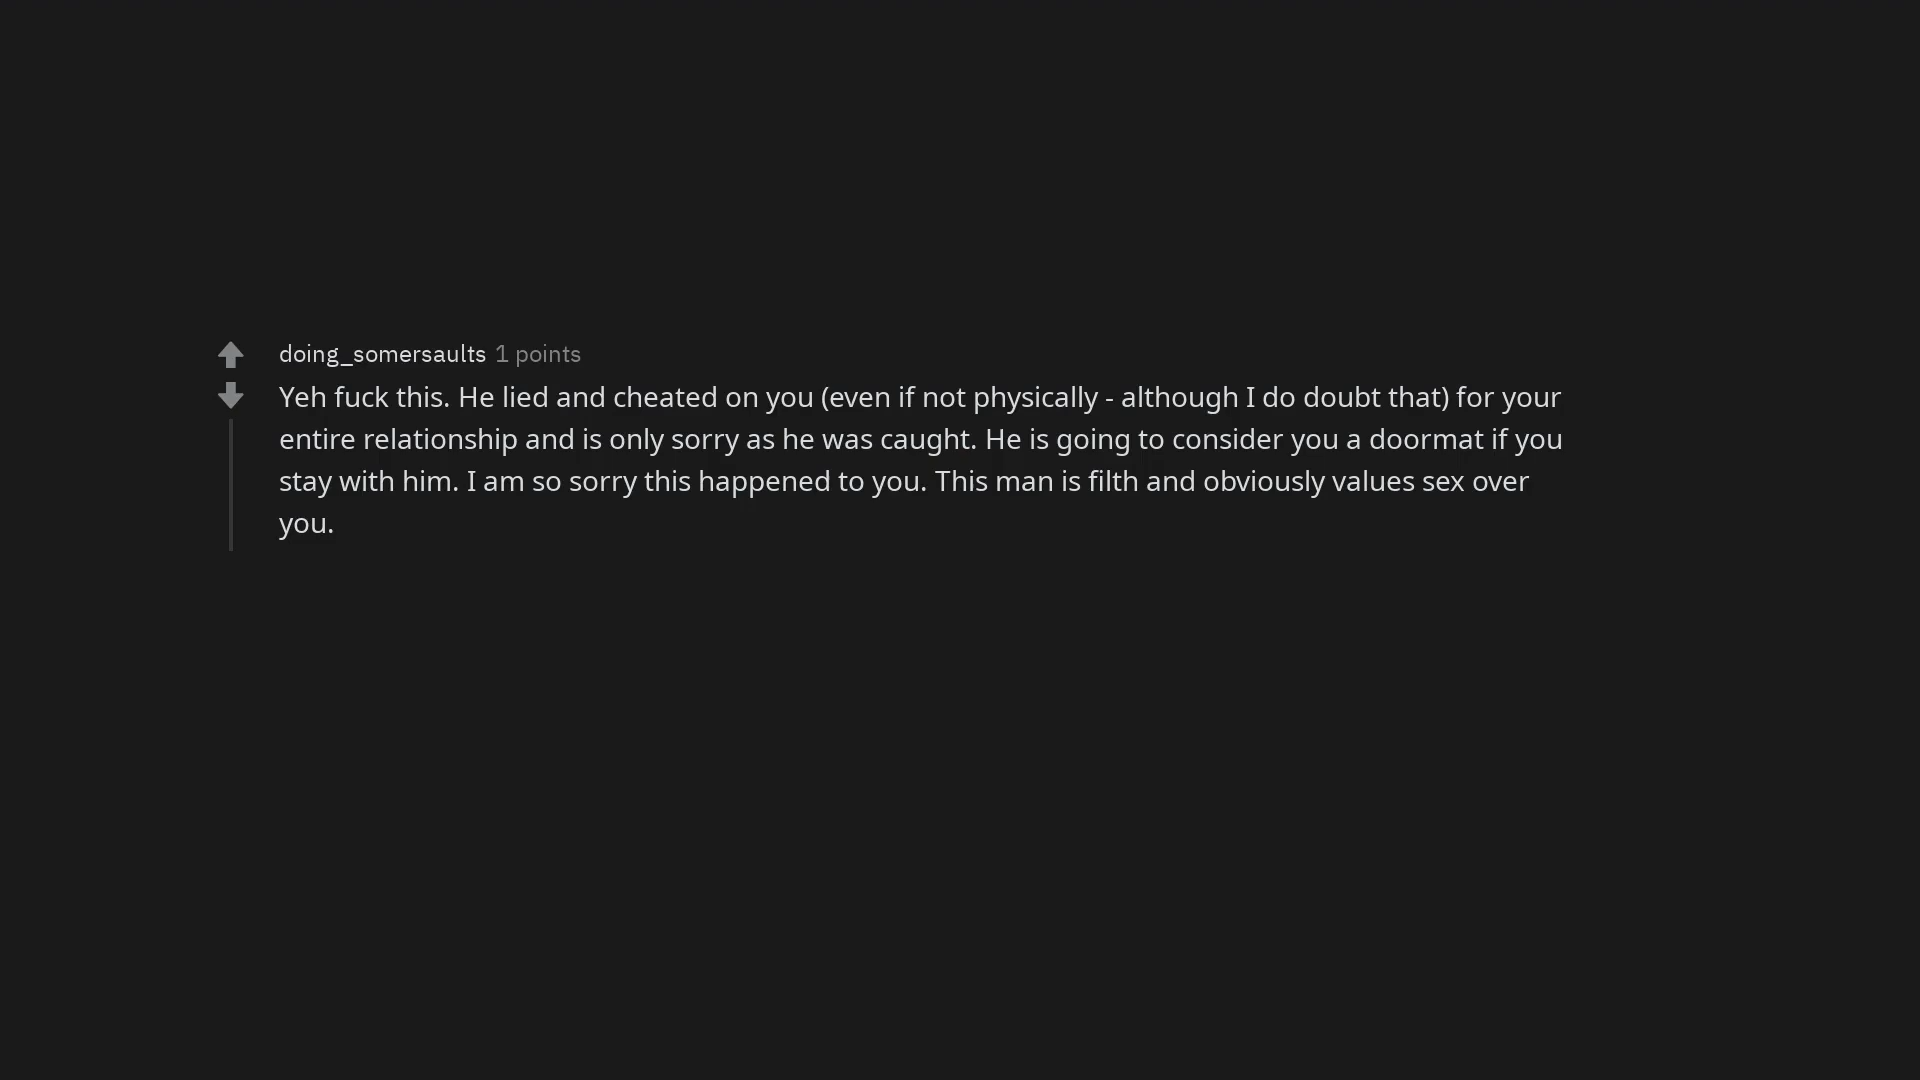 doing_somersaults 1 points
Yeh fuck this. He lied and cheated on you (even if not physically - although I do doubt that) for your
entire relationship and is only sorry as he was caught. He is going to consider you a doormat if you
stay with him. I am so sorry this happened to you. This man is filth and obviously values sex over
you.